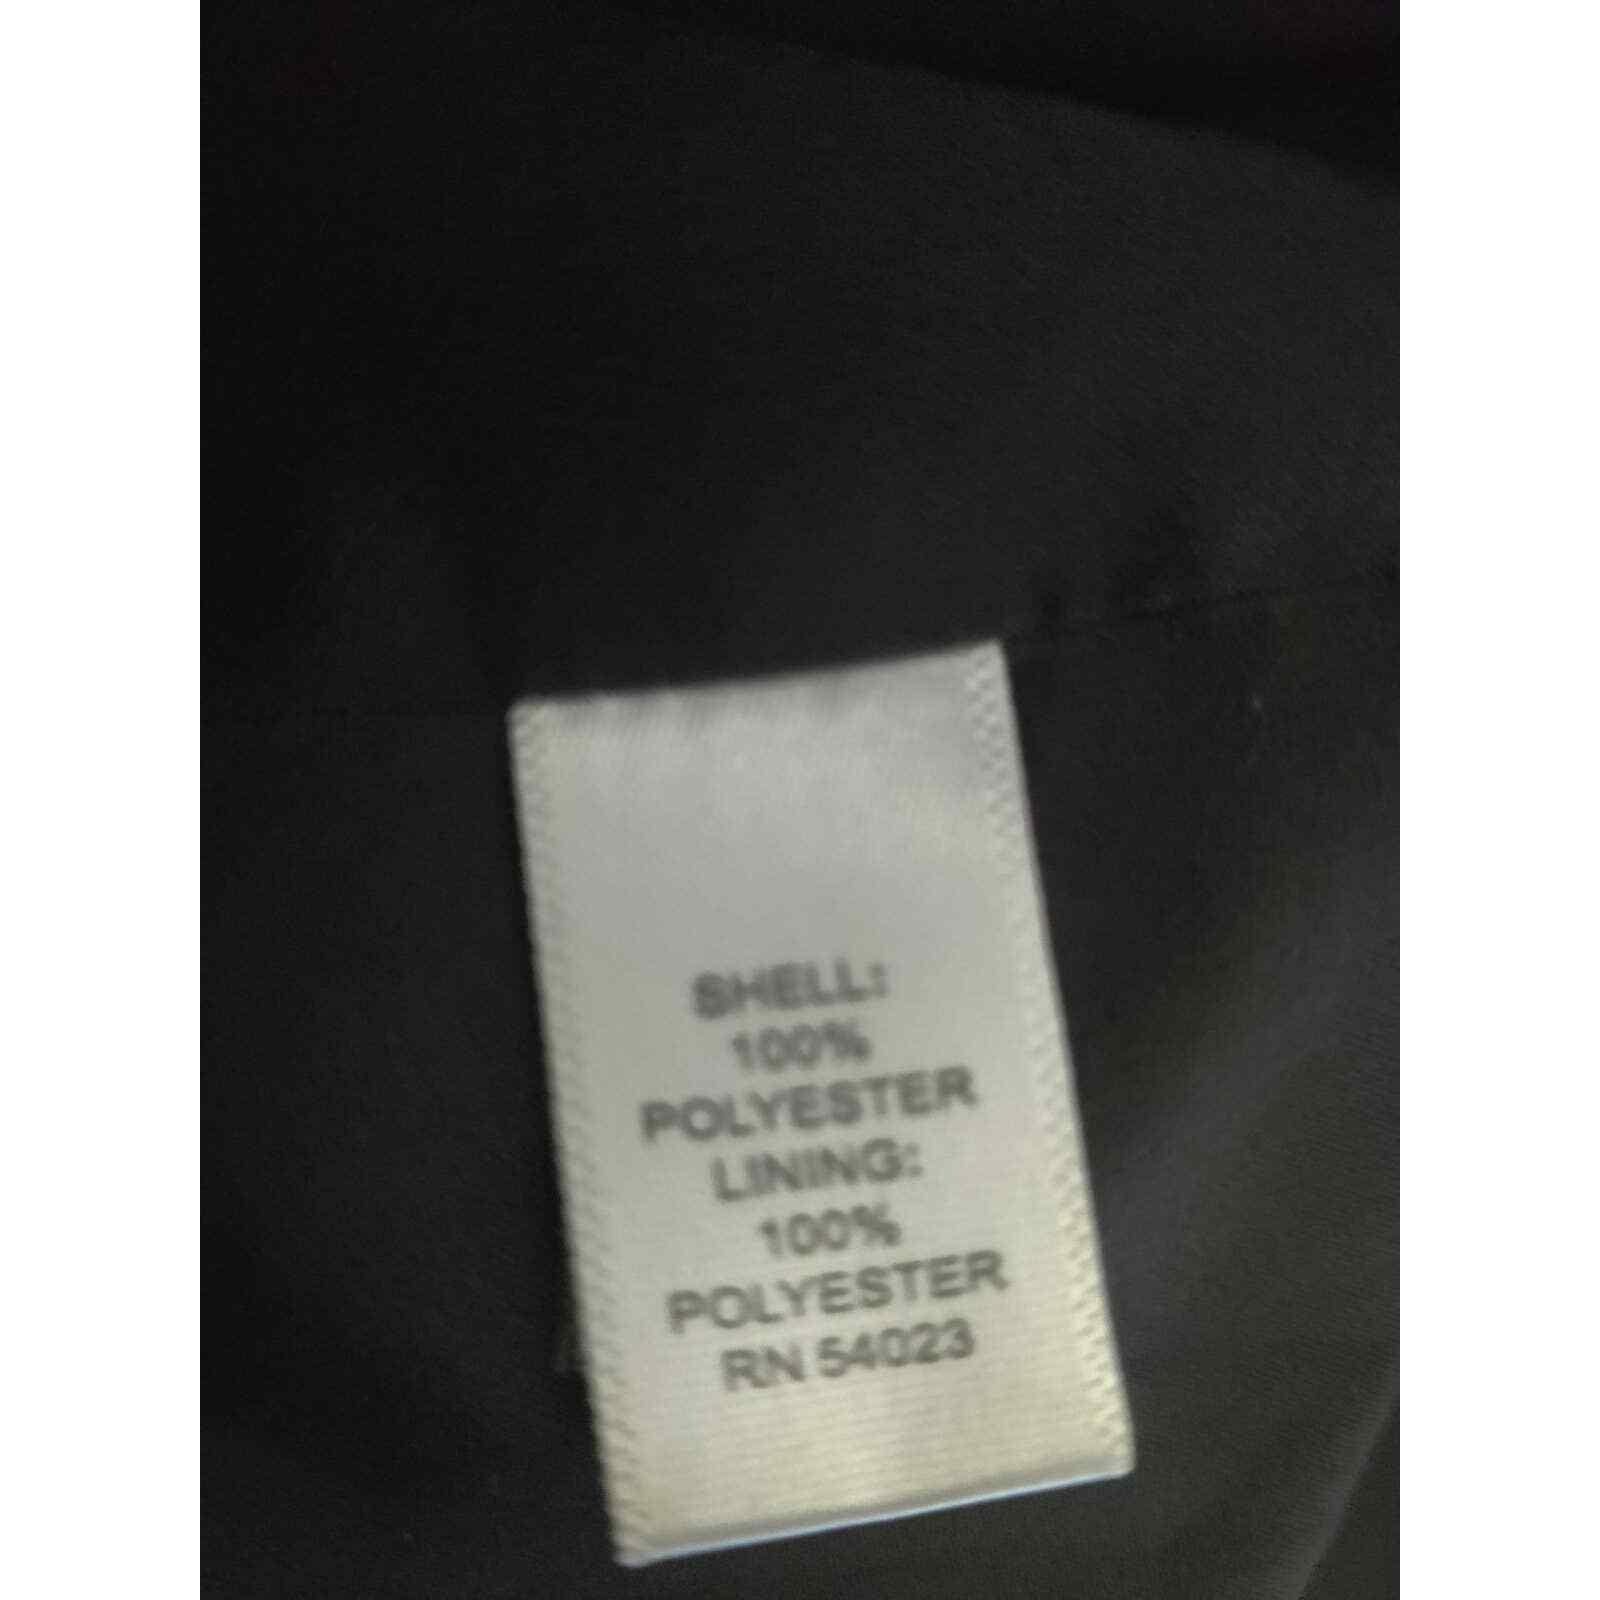 SHELL:
100%
POLYESTER
LINING:
100%
POLYESTER
RN 54023